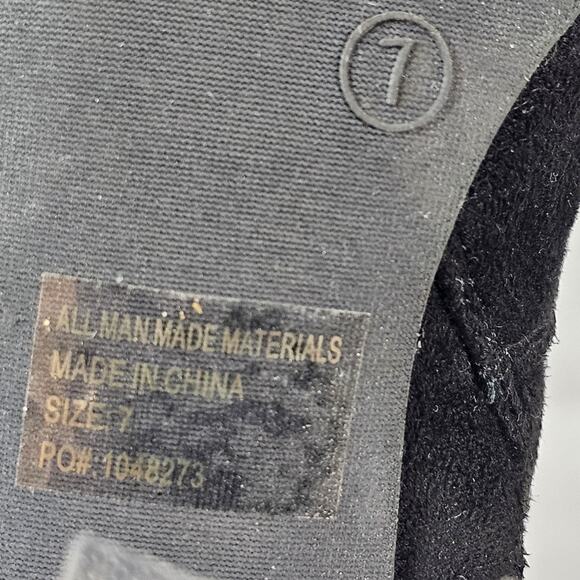 7
ALL MAN MADE MATERIALS
MADE IN CHINA
SIZE: 7
PO#: 1048273